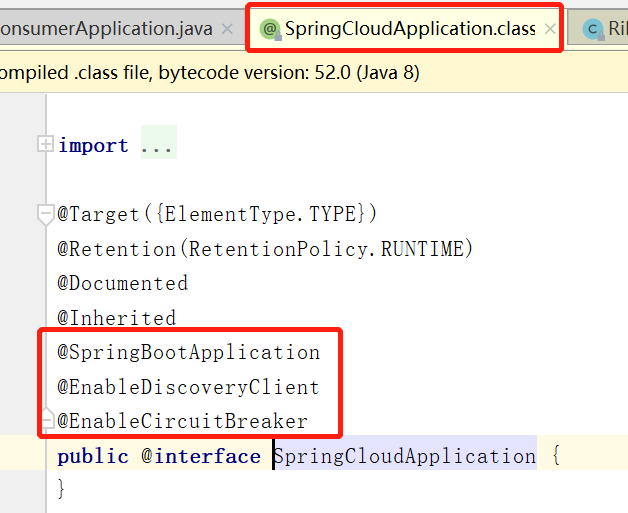 onsumerApplication.java × @ SpringCloudApplication.class × C Ril
ompiled .class file, bytecode version: 52.0 (Java 8)
import ...
@Target({ElementType.TYPE})
@Retention(RetentionPolicy.RUNTIME)
@Documented
@Inherited
@SpringBootApplication
@EnableDiscoveryClient
@EnableCircuitBreaker
public @interface SpringCloudApplication {
}